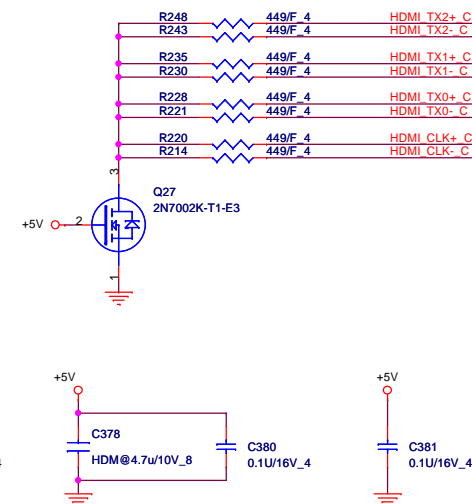 R248 449/F_4 HDMI_TX2+_C
R243 449/F_4 HDMI_TX2-_C
R235 449/F_4 HDMI_TX1+_C
R230 449/F_4 HDMI_TX1-_C
R228 449/F_4 HDMI_TX0+_C
R221 449/F_4 HDMI_TX0-_C
R220 449/F_4 HDMI_CLK+_C
R214 449/F_4 HDMI_CLK-_C
3
Q27
2N7002K-T1-E3
+5V 2
1
+5V +5V
C378
C380 C381
HDM@4.7u/10V_8 0.1U/16V_4 0.1U/16V_4